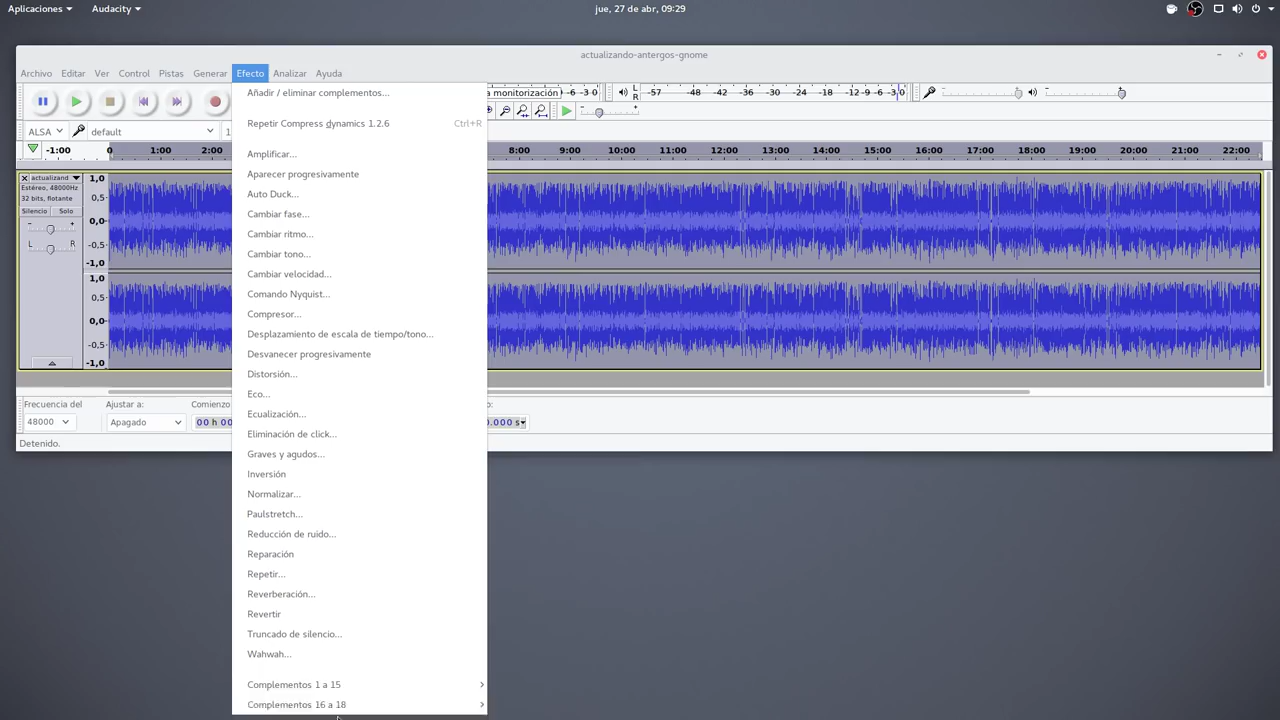 Aplicaciones
Audacity
jue, 27 de abr, 09:29
actualizando-antergos-gnome
Archivo Editar Ver Control Pistas Generar Efecto Analizar Ayuda
a monitorización -6 -3 0
L
R
-57 -48 -42 -36 -30 -24 -18 -12 -6 -3 0
ALSA
default
1
-1:00 0 1:00 2:00 8:00 9:00 10:00 11:00 12:00 13:00 14:00 15:00 16:00 17:00 18:00 19:00 20:00 21:00 22:00
actualizand
Estéreo, 48000Hz
32 bits, flotante
Silencio Solo
- +
L R
1,0
0,5-
0,0-
-0,5-
-1,0
1,0
0,5-
0,0-
-0,5-
-1,0
Añadir / eliminar complementos...
Repetir Compress dynamics 1.2.6 Ctrl+R
Amplificar...
Aparecer progresivamente
Auto Duck...
Cambiar fase...
Cambiar ritmo...
Cambiar tono...
Cambiar velocidad...
Comando Nyquist...
Compresor...
Desplazamiento de escala de tiempo/tono...
Desvanecer progresivamente
Distorsión...
Eco...
Ecualización...
Eliminación de click...
Graves y agudos...
Inversión
Normalizar...
Paulstretch...
Reducción de ruido...
Reparación
Repetir...
Reverberación...
Revertir
Truncado de silencio...
Wahwah...
Complementos 1 a 15
Complementos 16 a 18
Frecuencia del Ajustar a: Comienzo o:
48000 Apagado 00 h 00 .000 s
Detenido.